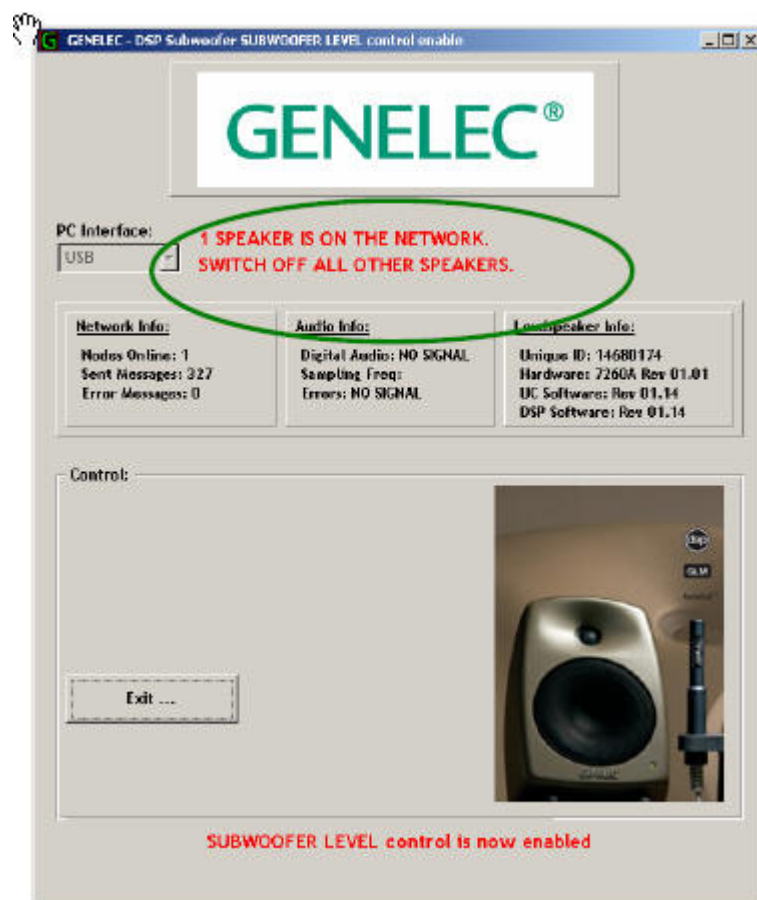 GENELEC - DSP Subwoofer SUBWOOFER LEVEL control enable
GENELEC®
PC Interface:
USB
1 SPEAKER IS ON THE NETWORK.
SWITCH OFF ALL OTHER SPEAKERS.
Network Info:
Nodes Online: 1
Sent Messages: 327
Error Messages: 0
Audio Info:
Digital Audio: NO SIGNAL
Sampling Freq:
Errors: NO SIGNAL
Loudspeaker Info:
Unique ID: 14680174
Hardware: 7260A Rev 01.01
UC Software: Rev 01.14
DSP Software: Rev 01.14
Control:
dsp
GLM
Exit ...
GENELEC
SUBWOOFER LEVEL control is now enabled